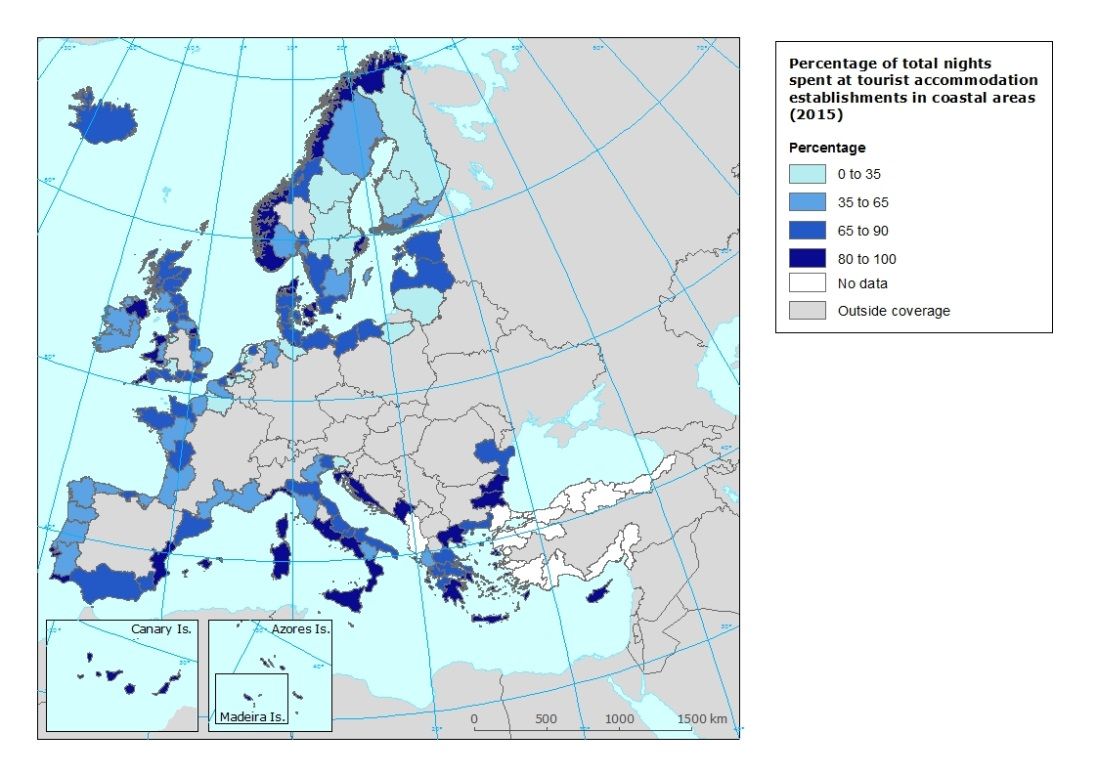 Percentage of total nights
spent at tourist accommodation
establishments in coastal areas
(2015)
Percentage
0 to 35
35 to 65
65 to 90
80 to 100
No data
Outside coverage
Canary Is.
Azores Is.
Madeira Is.
0 500 1000 1500 km